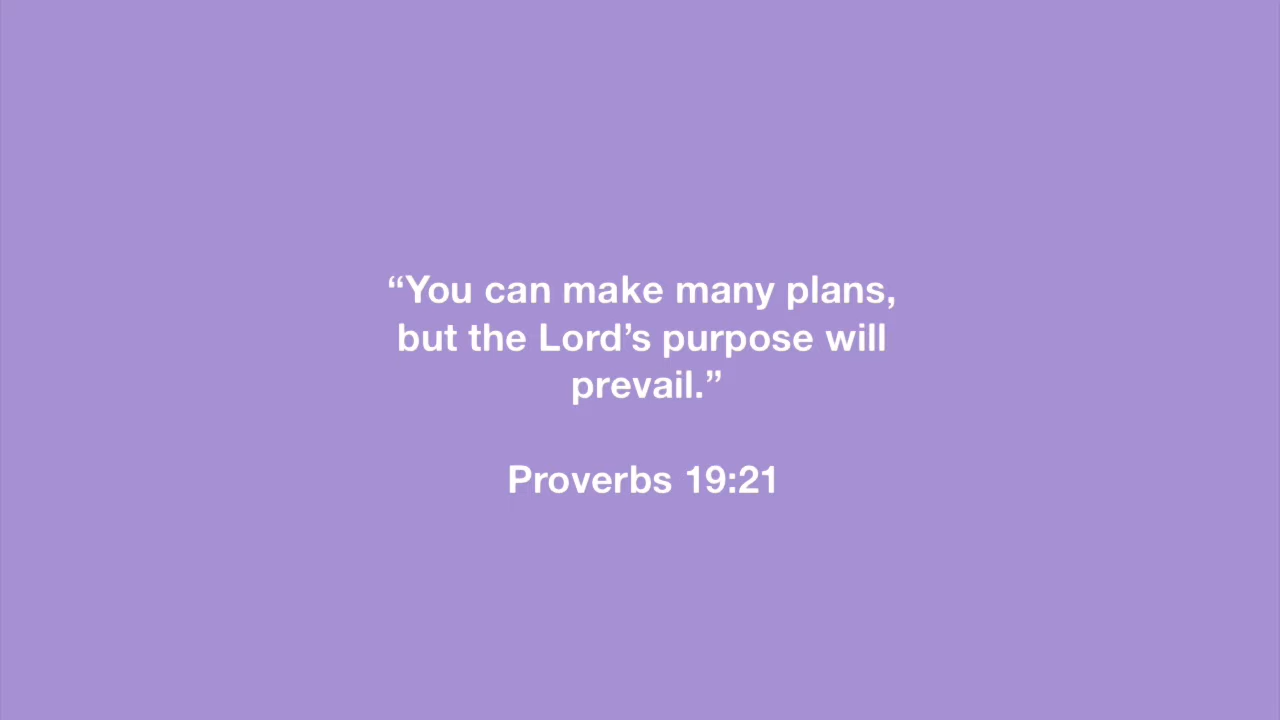 “You can make many plans,
but the Lord’s purpose will
prevail.”
Proverbs 19:21